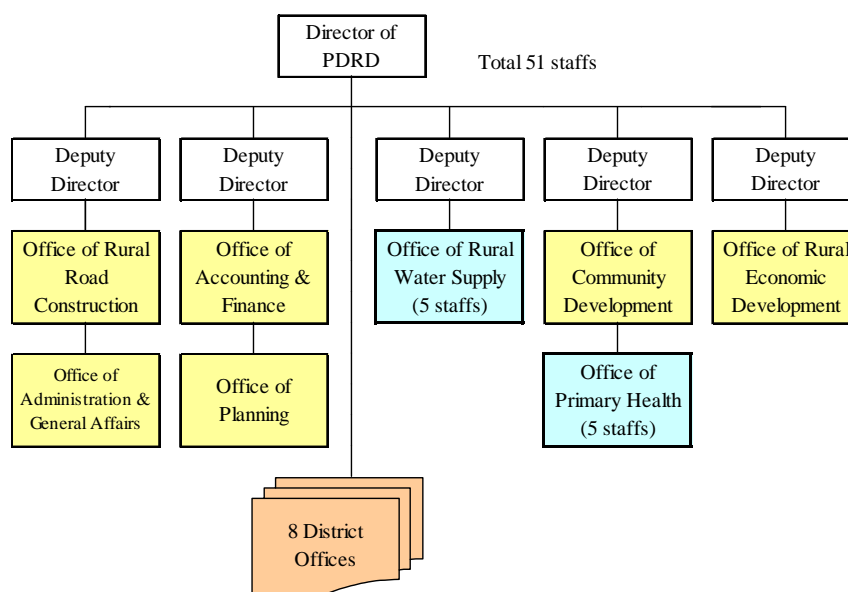 Director of
PDRD
Total 51 staffs
Deputy
Director
Deputy
Director
Deputy
Director
Deputy
Director
Deputy
Director
Office of Rural
Road
Construction
Office of
Accounting &
Finance
Office of Rural
Water Supply
(5 staffs)
Office of
Community
Development
Office of Rural
Economic
Development
Office of
Administration &
General Affairs
Office of
Planning
Office of
Primary Health
(5 staffs)
8 District
Offices